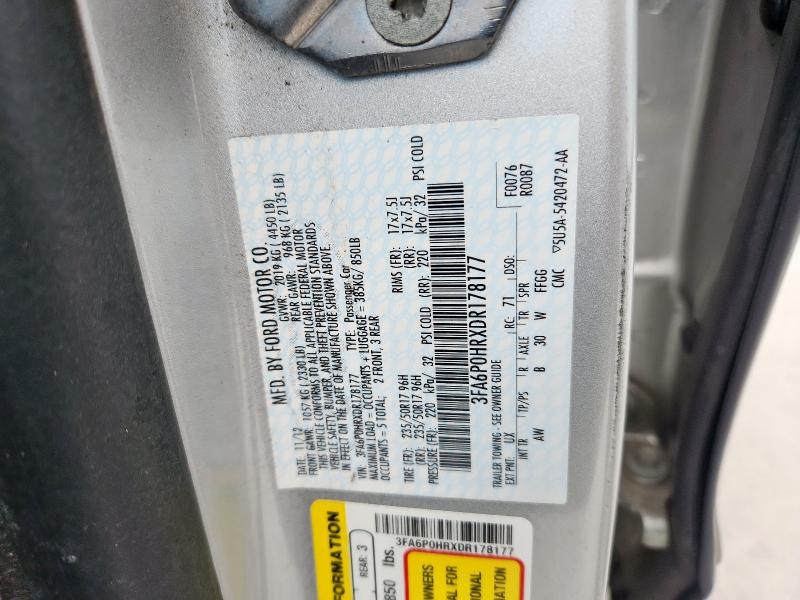 MFD. BY FORD MOTOR CO.
DATE: 11/12 GVWR: 2019 KG ( 4450 LB)
FRONT GAWR: 1057 KG ( 2330 LB) REAR GAWR: 968 KG ( 2135 LB)
THIS VEHICLE CONFORMS TO ALL APPLICABLE FEDERAL MOTOR
VEHICLE SAFETY, BUMPER, AND THEFT PREVENTION STANDARDS
IN EFFECT ON THE DATE OF MANUFACTURE SHOWN ABOVE.
VIN: 3FA6P0HRXDR178177 TYPE: Passenger Car
MAXIMUM LOAD = OCCUPANTS + LUGGAGE = 385KG/ 850LB
OCCUPANTS = 5 TOTAL; 2 FRONT, 3 REAR
TIRE (FR): 235/50R17 96H RIMS (FR): 17x7.5J
(RR): 235/50R17 96H (RR): 17x7.5J
PRESSURE (FR): 220 kPa/ 32 PSI COLD (RR): 220 kPa/ 32 PSI COLD
3FA6P0HRXDR178177
F0076
R0087
TRAILER TOWING - SEE OWNER GUIDE
EXT PNT: UX RC: 71 DSO:
INT TR TP/PS R AXLE TR SPR
AW B 30 W FFGG
CMC ▽5U5A-5420472-AA
FORMATION
REAR: 3
850 lbs.
3FA6P0HRXDR178177
OWNERS
AL FOR
IONAL
MATION